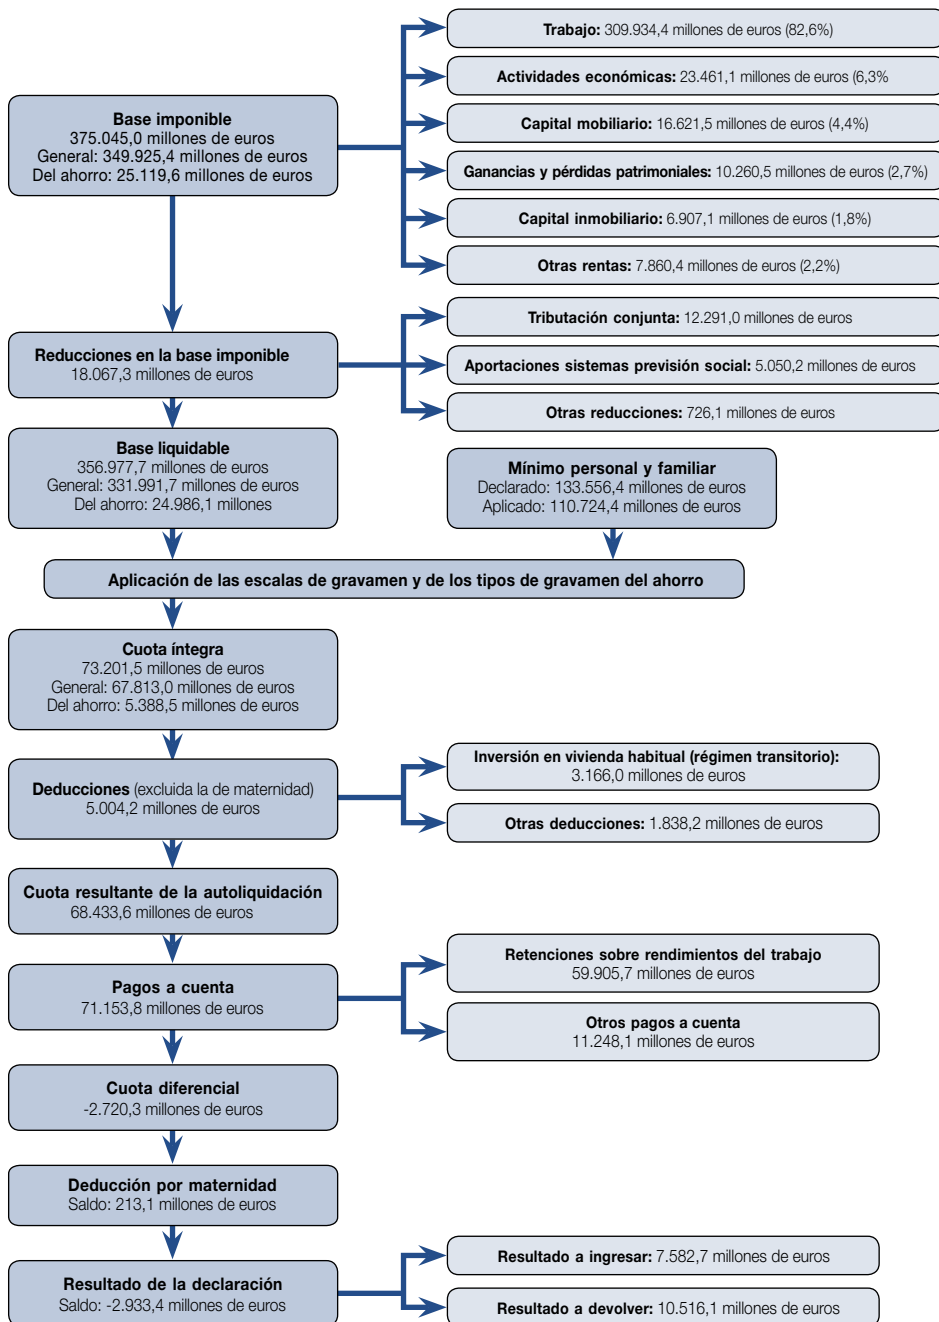 Base imponible
375.045,0 millones de euros
General: 349.925,4 millones de euros
Del ahorro: 25.119,6 millones de euros
Trabajo: 309.934,4 millones de euros (82,6%)
Actividades económicas: 23.461,1 millones de euros (6,3%
Capital mobiliario: 16.621,5 millones de euros (4,4%)
Ganancias y pérdidas patrimoniales: 10.260,5 millones de euros (2,7%)
Capital inmobiliario: 6.907,1 millones de euros (1,8%)
Otras rentas: 7.860,4 millones de euros (2,2%)
Reducciones en la base imponible
18.067,3 millones de euros
Tributación conjunta: 12.291,0 millones de euros
Aportaciones sistemas previsión social: 5.050,2 millones de euros
Otras reducciones: 726,1 millones de euros
Base liquidable
356.977,7 millones de euros
General: 331.991,7 millones de euros
Del ahorro: 24.986,1 millones
Mínimo personal y familiar
Declarado: 133.556,4 millones de euros
Aplicado: 110.724,4 millones de euros
Aplicación de las escalas de gravamen y de los tipos de gravamen del ahorro
Cuota íntegra
73.201,5 millones de euros
General: 67.813,0 millones de euros
Del ahorro: 5.388,5 millones de euros
Deducciones (excluida la de maternidad)
5.004,2 millones de euros
Inversión en vivienda habitual (régimen transitorio):
3.166,0 millones de euros
Otras deducciones: 1.838,2 millones de euros
Cuota resultante de la autoliquidación
68.433,6 millones de euros
Pagos a cuenta
71.153,8 millones de euros
Retenciones sobre rendimientos del trabajo
59.905,7 millones de euros
Otros pagos a cuenta
11.248,1 millones de euros
Cuota diferencial
-2.720,3 millones de euros
Deducción por maternidad
Saldo: 213,1 millones de euros
Resultado de la declaración
Saldo: -2.933,4 millones de euros
Resultado a ingresar: 7.582,7 millones de euros
Resultado a devolver: 10.516,1 millones de euros